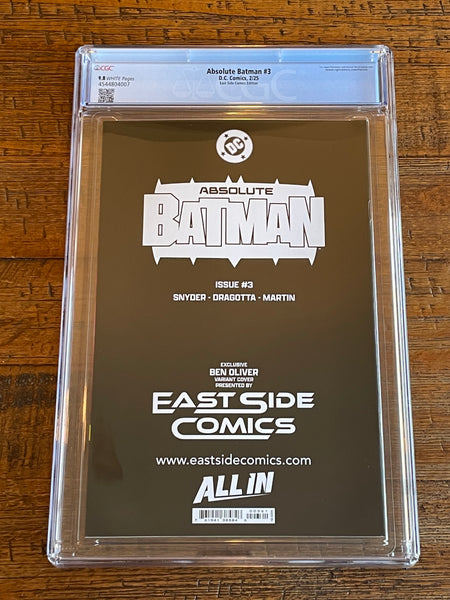 CGC
Absolute Batman #3
9.8 WHITE Pages
D.C. Comics, 2/25
4544804007
East Side Comics Edition
DC
ABSOLUTE
BATMAN
ISSUE #3
SNYDER - DRAGOTTA - MARTIN
EXCLUSIVE
BEN OLIVER
VARIANT COVER
PRESENTED BY
EAST SIDE
COMICS
www.eastsidecomics.com
ALL IN